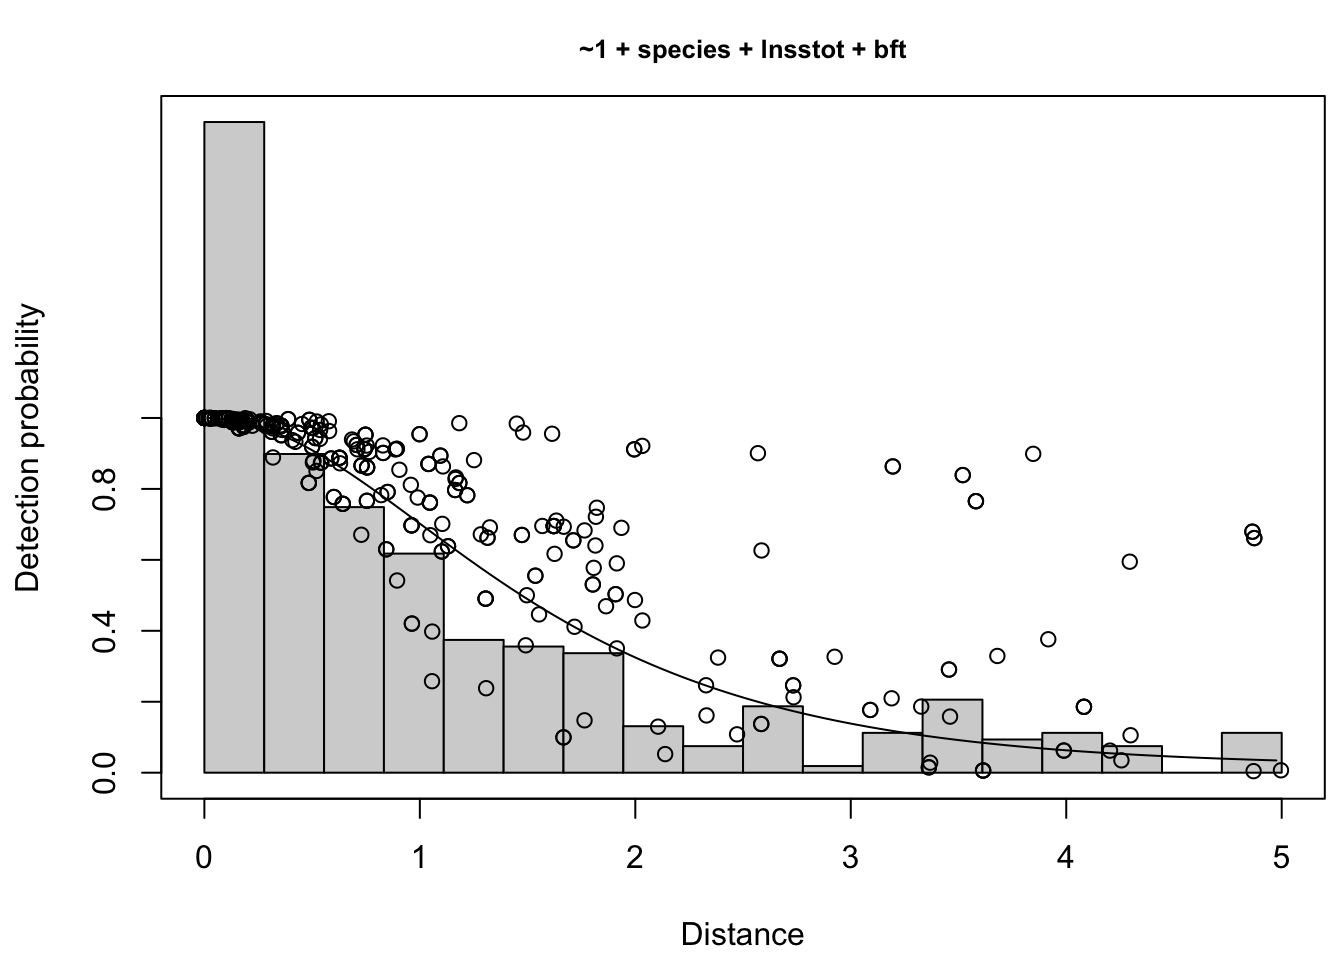 ~1 + species + lnsstot + bft
Detection probability
0.8
0.4
0.0
0 1 2 3 4 5
Distance